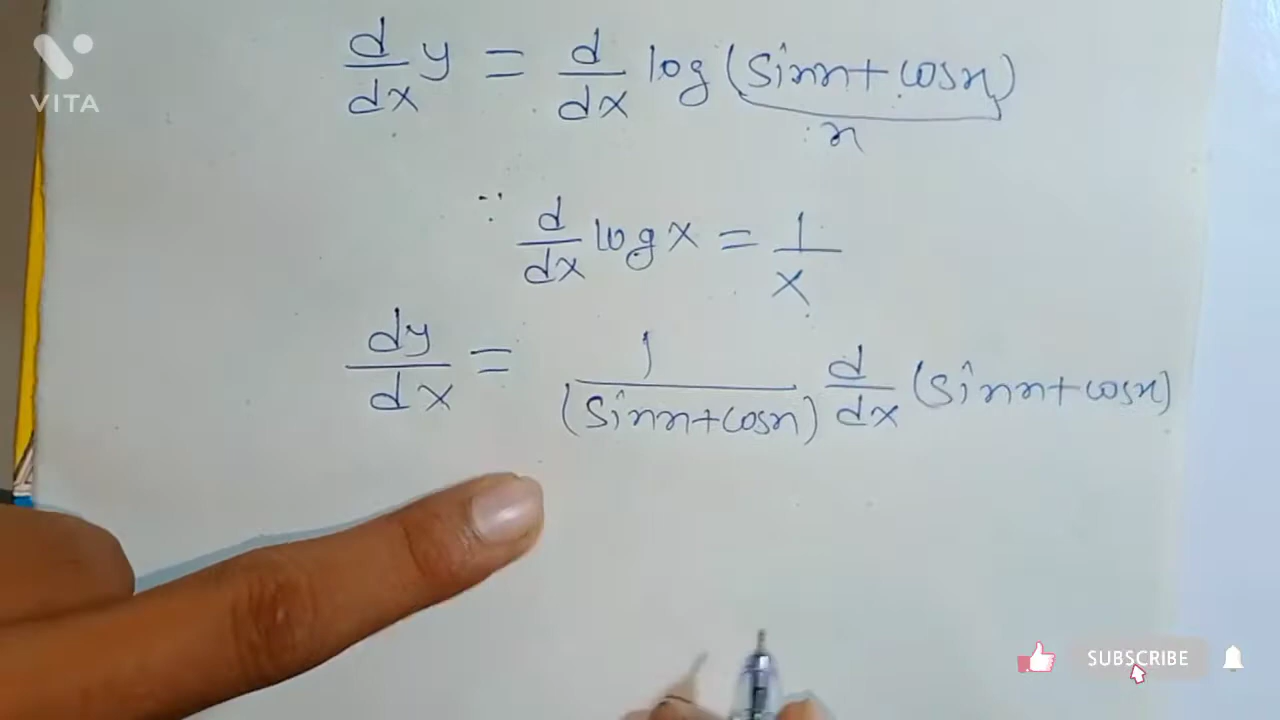 VITA
d/dx y = d/dx log (sinx + cosx)
x
∵ d/dx log x = 1/x
dy/dx = 1/(sinx + cosx) d/dx (sinx + cosx)
SUBSCRIBE